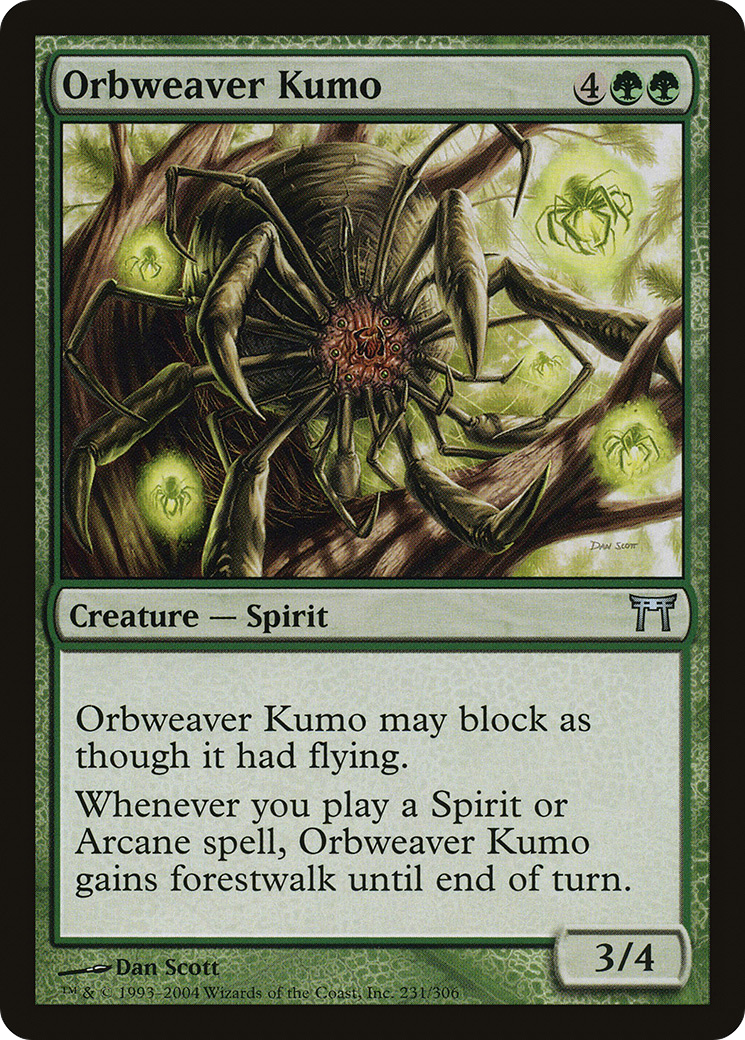 Orbweaver Kumo 4
DAN SCOTT
Creature — Spirit
Orbweaver Kumo may block as
though it had flying.
Whenever you play a Spirit or
Arcane spell, Orbweaver Kumo
gains forestwalk until end of turn.
3/4
Dan Scott
™ & © 1993–2004 Wizards of the Coast, Inc. 231/306